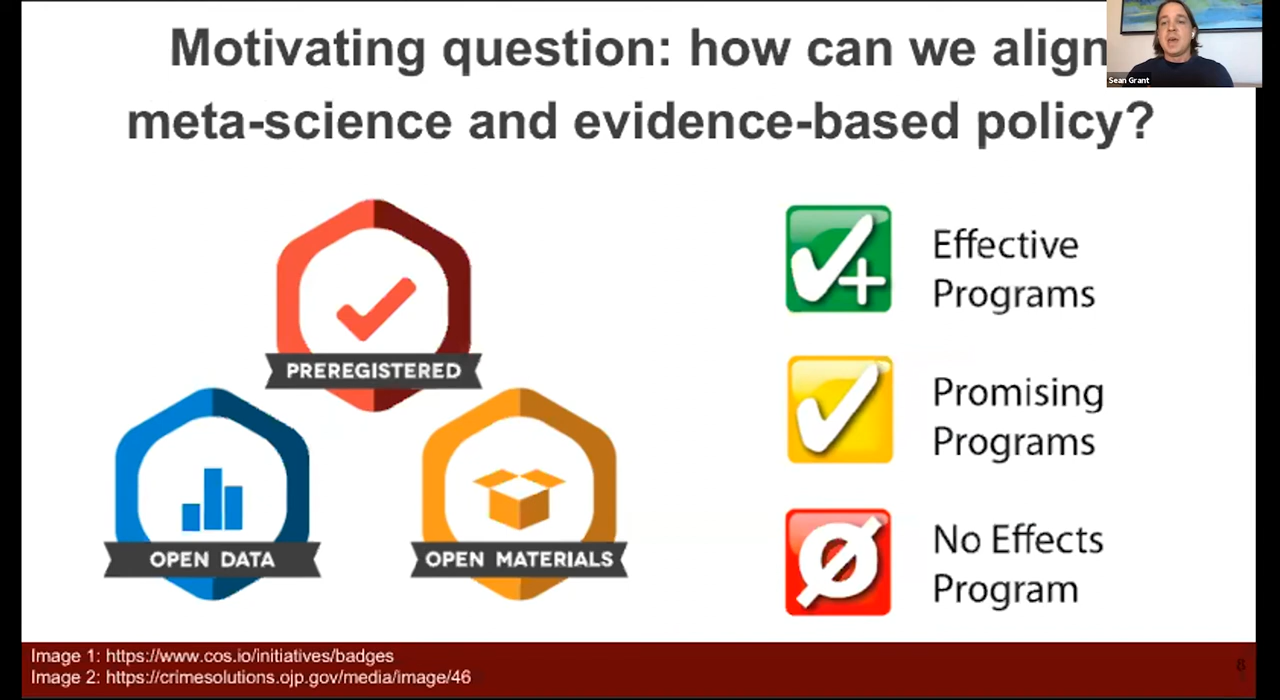 Motivating question: how can we align
meta-science and evidence-based policy?
Sean Grant
PREREGISTERED
OPEN DATA
OPEN MATERIALS
Effective
Programs
Promising
Programs
No Effects
Program
Image 1: https://www.cos.io/initiatives/badges
Image 2: https://crimesolutions.ojp.gov/media/image/46
8